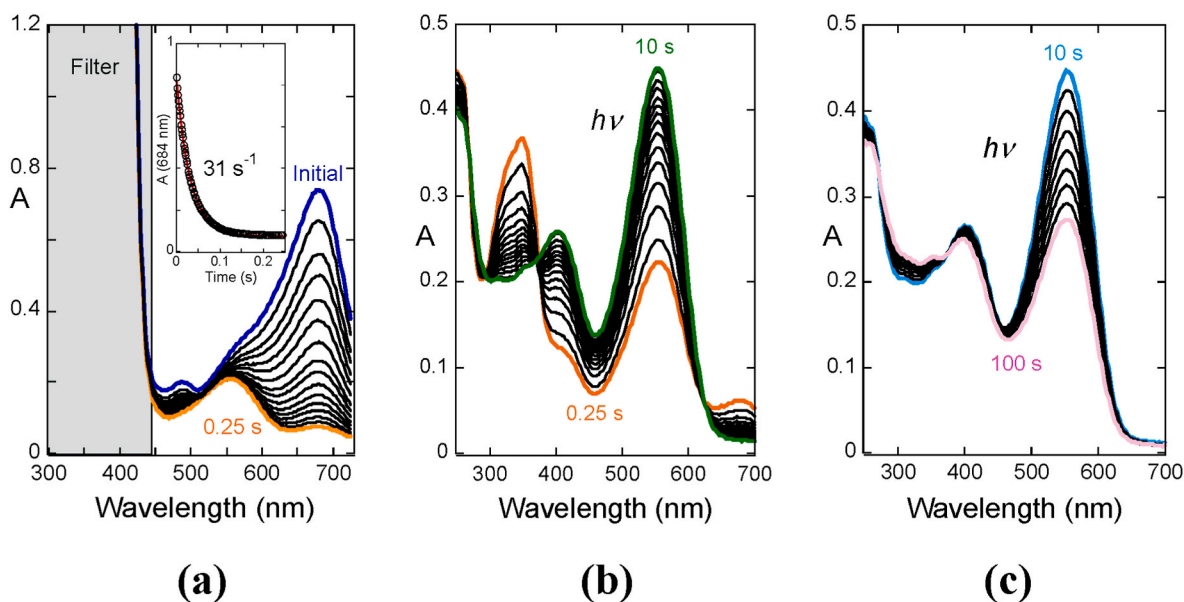 1.2
0.8
A
0.4
0
Filter
1
A (684 nm)
0
31 s-1
0 0.1 0.2
Time (s)
Initial
0.25 s
300 400 500 600 700
Wavelength (nm)
(a)
0.5
0.4
0.3
A
0.2
0.1
0
10 s
hν
0.25 s
300 400 500 600 700
Wavelength (nm)
(b)
0.5
0.4
0.3
A
0.2
0.1
0
10 s
hν
100 s
300 400 500 600 700
Wavelength (nm)
(c)